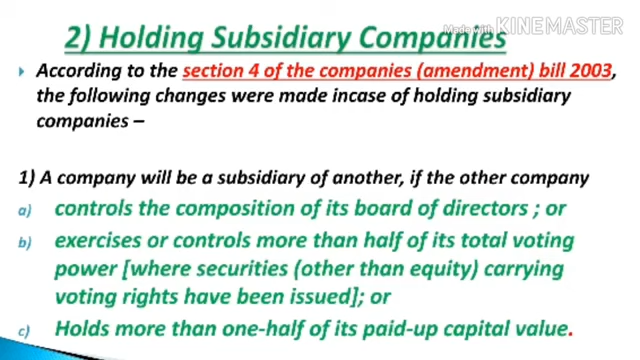 Made with KINEMASTER
2) Holding Subsidiary Companies
According to the section 4 of the companies (amendment) bill 2003,
the following changes were made incase of holding subsidiary
companies –
1) A company will be a subsidiary of another, if the other company
a) controls the composition of its board of directors ; or
b) exercises or controls more than half of its total voting
power [where securities (other than equity) carrying
voting rights have been issued]; or
c) Holds more than one-half of its paid-up capital value.